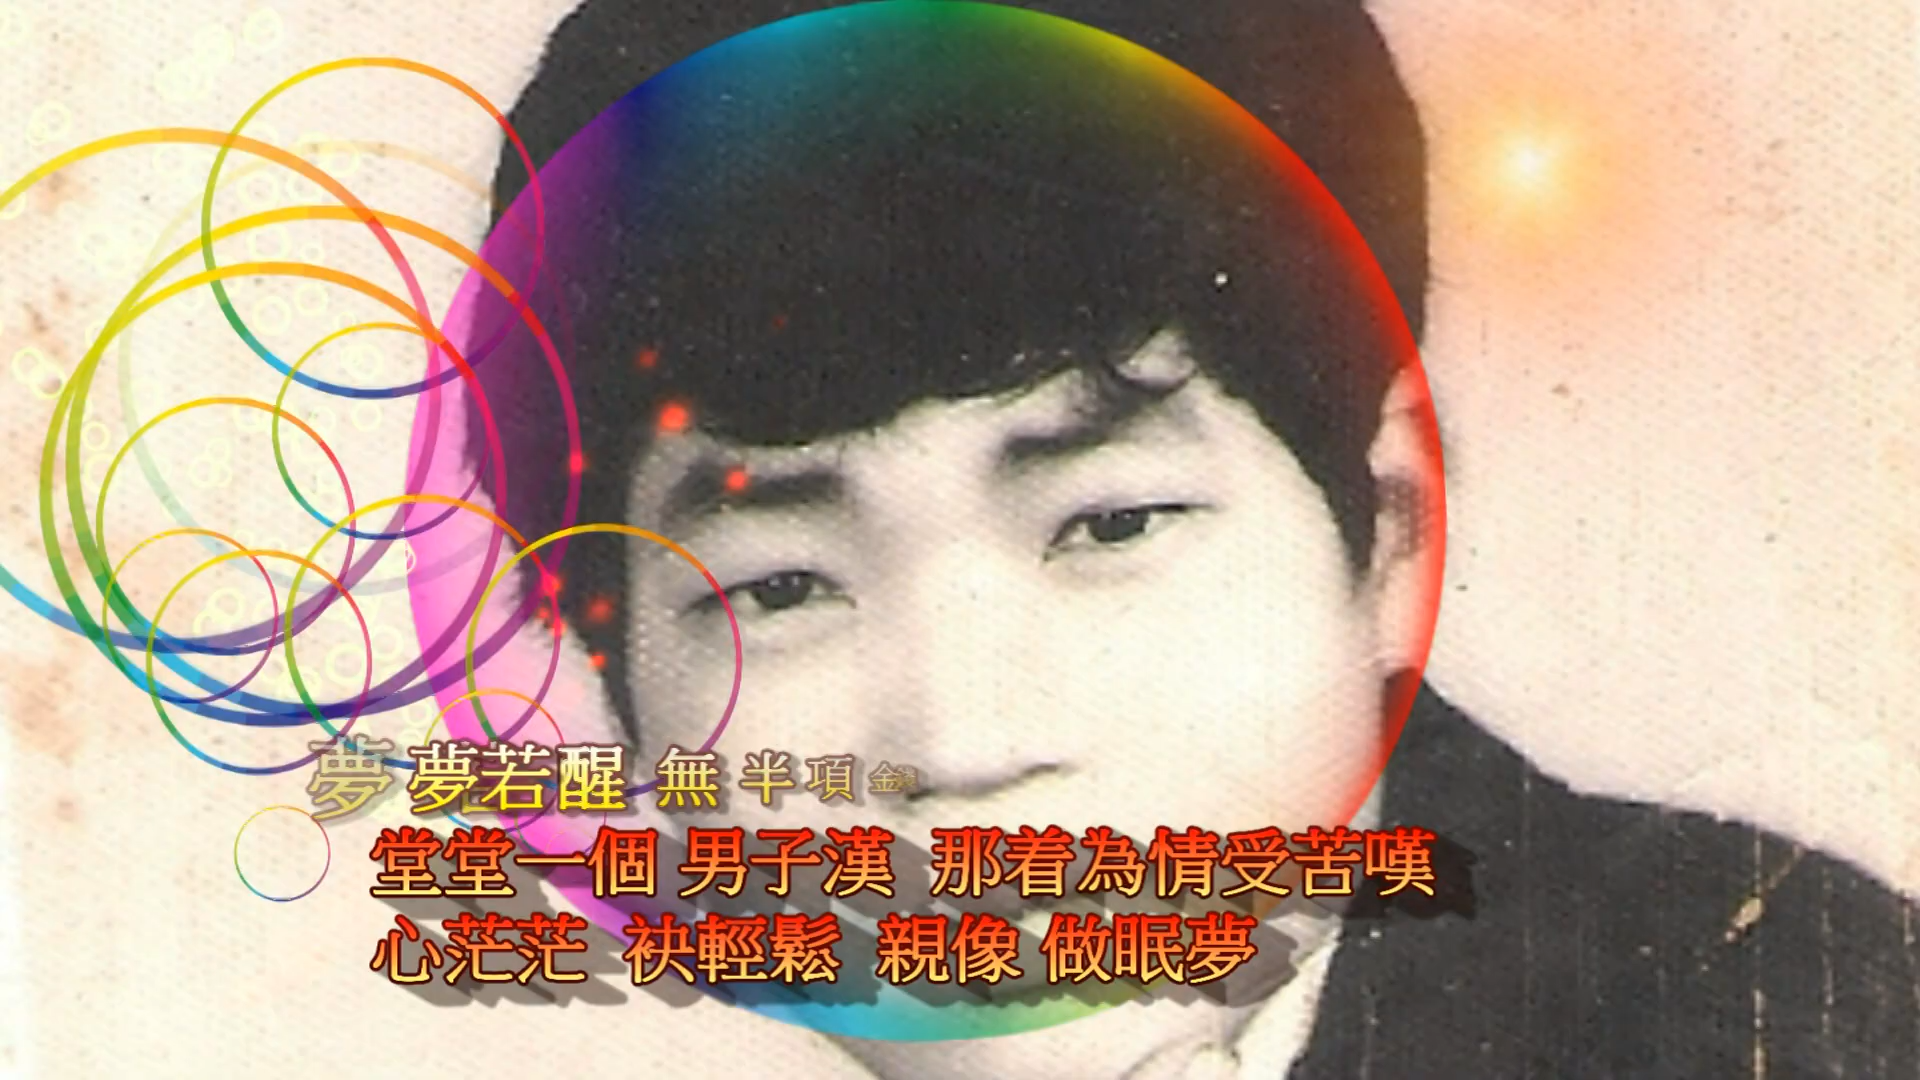 夢 夢若醒 無 半 項 錢
堂堂一個 男子漢 那着為情受苦嘆
心茫茫 袂輕鬆 親像 做眠夢